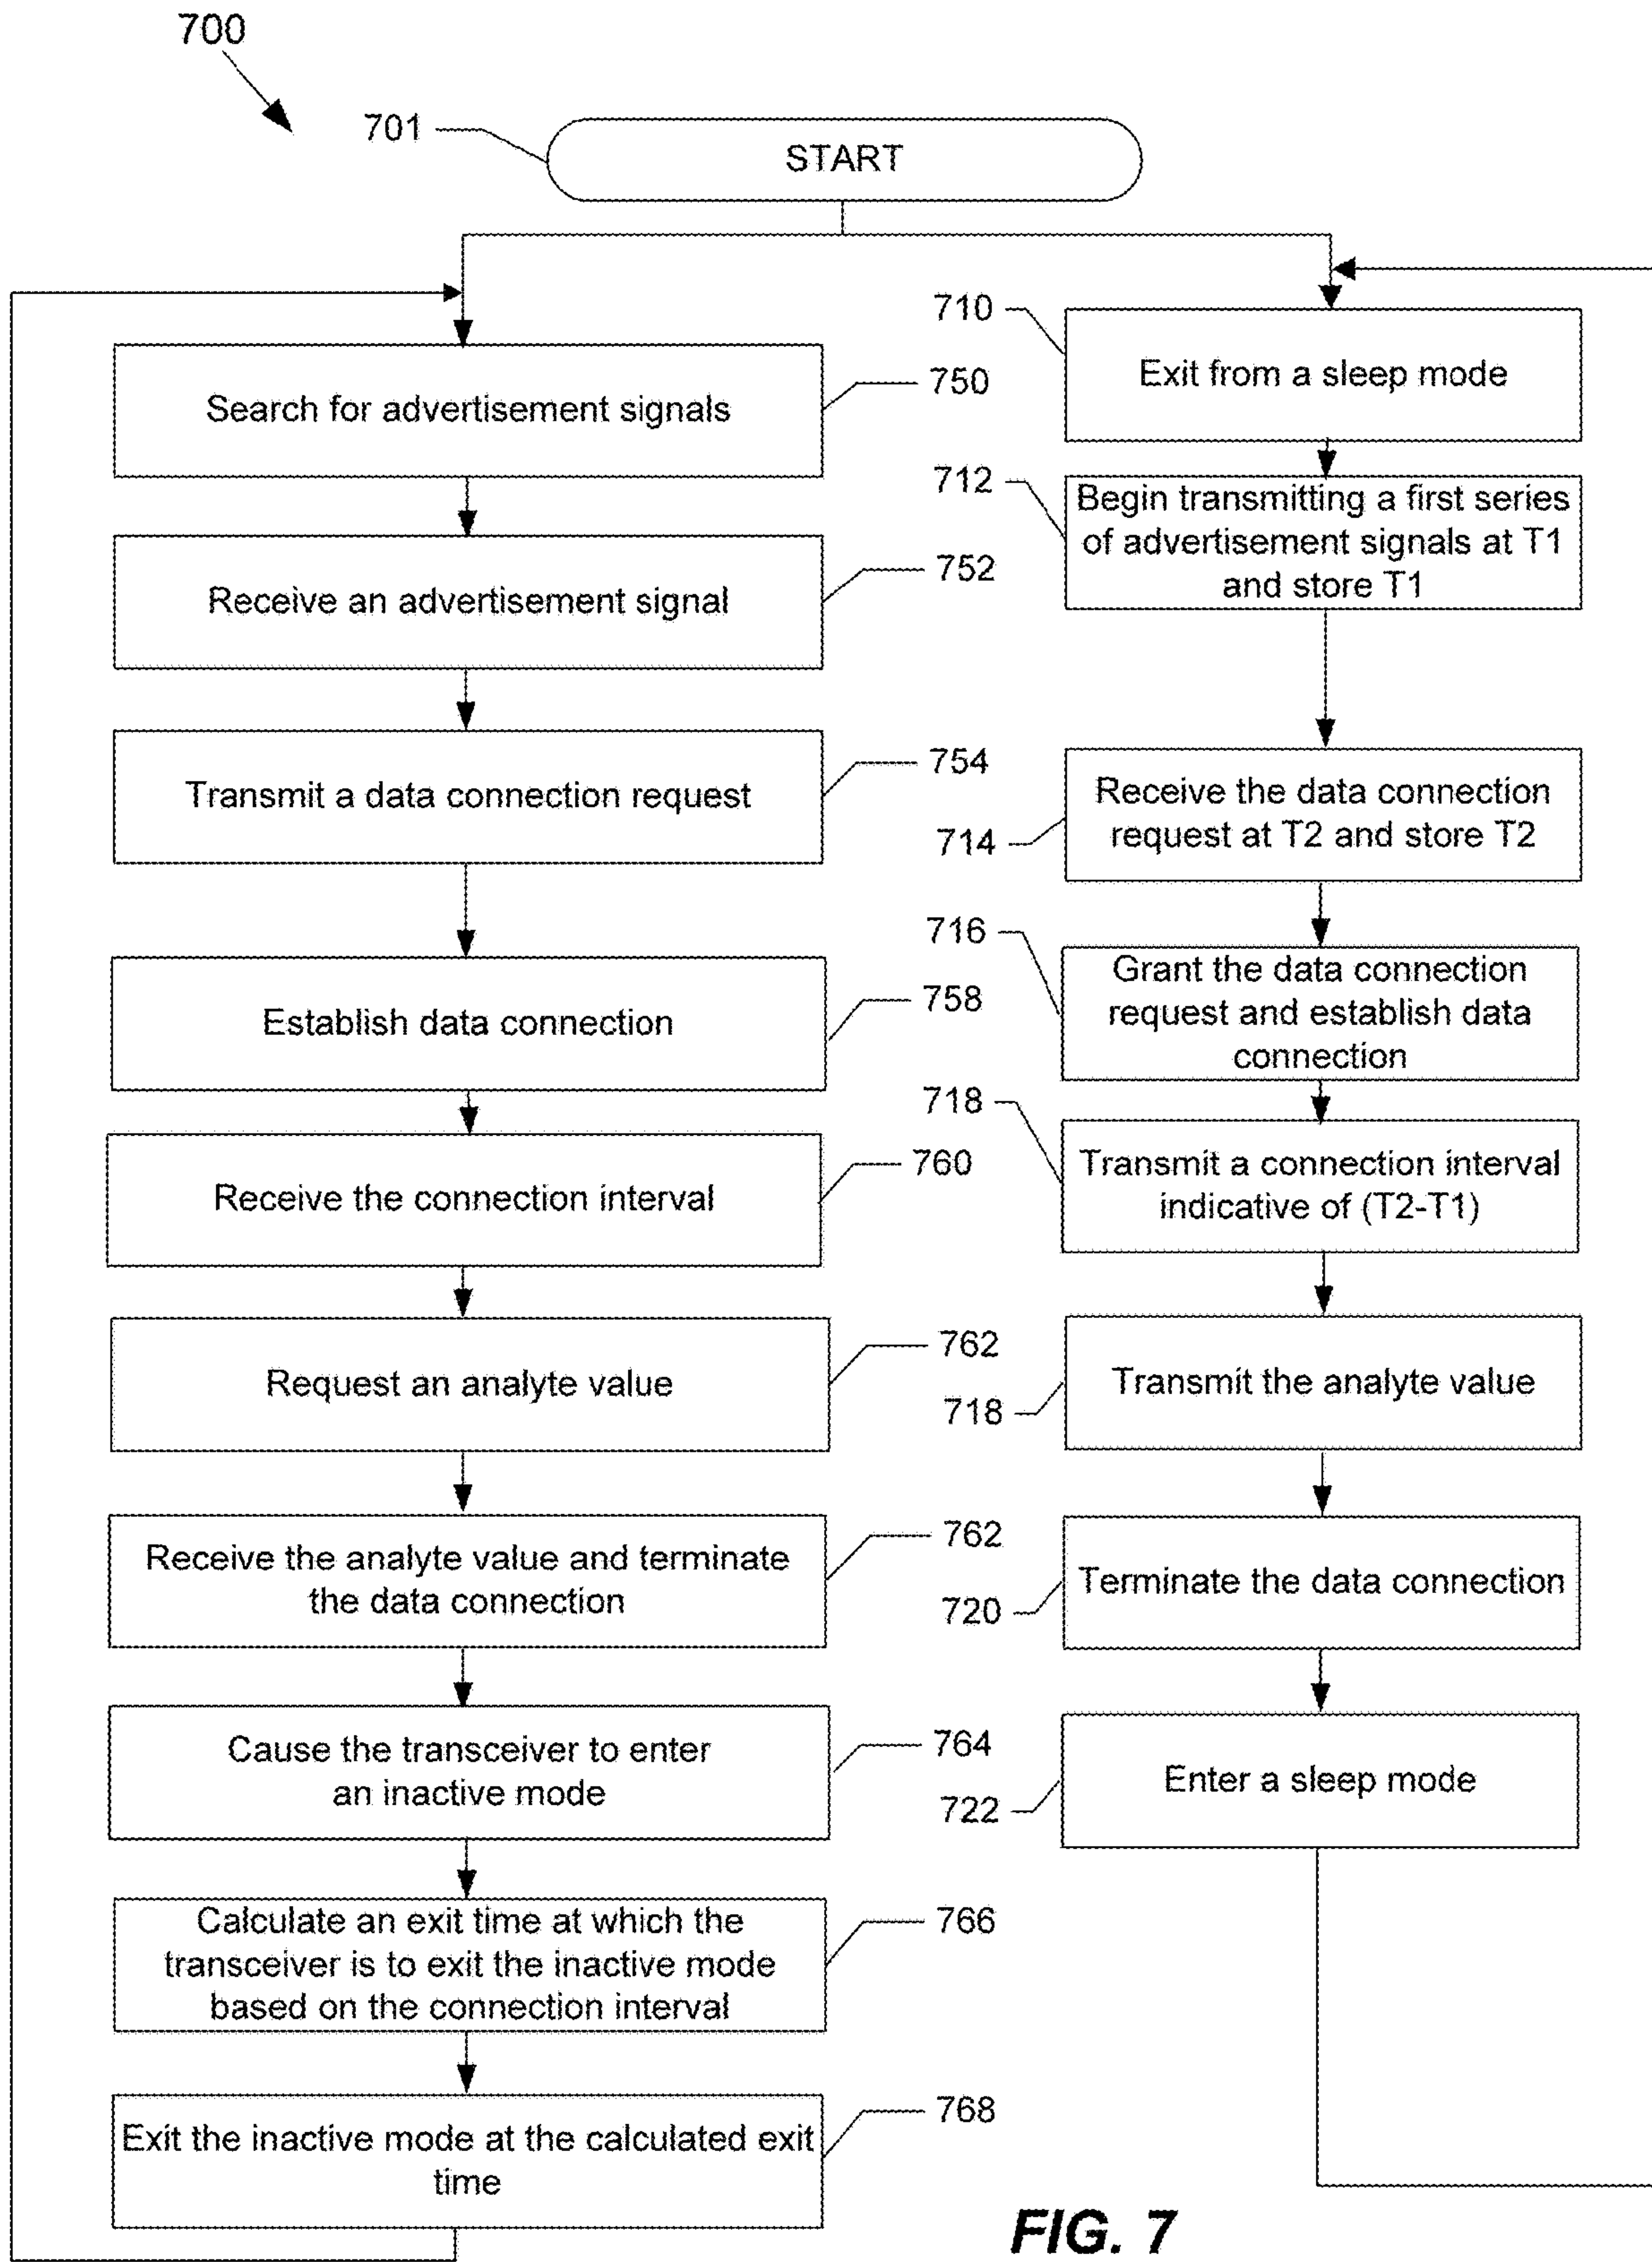 700
701
START
Search for advertisement signals
750
Receive an advertisement signal
752
Transmit a data connection request
754
Establish data connection
758
Receive the connection interval
760
Request an analyte value
762
Receive the analyte value and terminate
the data connection
762
Cause the transceiver to enter
an inactive mode
764
Calculate an exit time at which the
transceiver is to exit the inactive mode
based on the connection interval
766
Exit the inactive mode at the calculated exit
time
768
710
Exit from a sleep mode
712
Begin transmitting a first series
of advertisement signals at T1
and store T1
714
Receive the data connection
request at T2 and store T2
716
Grant the data connection
request and establish data
connection
718
Transmit a connection interval
indicative of (T2-T1)
718
Transmit the analyte value
720
Terminate the data connection
722
Enter a sleep mode
FIG. 7